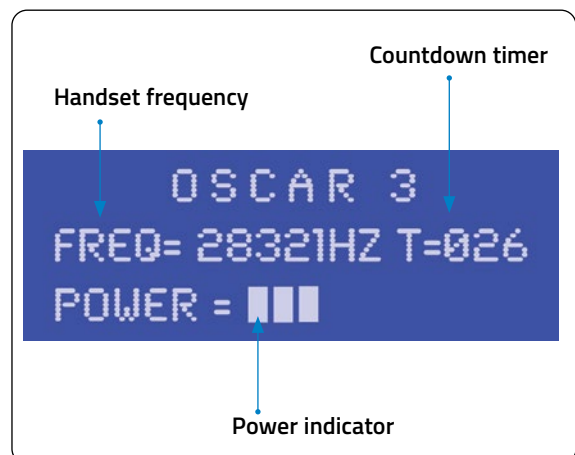 Countdown timer
Handset frequency
OSCAR 3
FREQ= 28321HZ T=026
POWER =
Power indicator